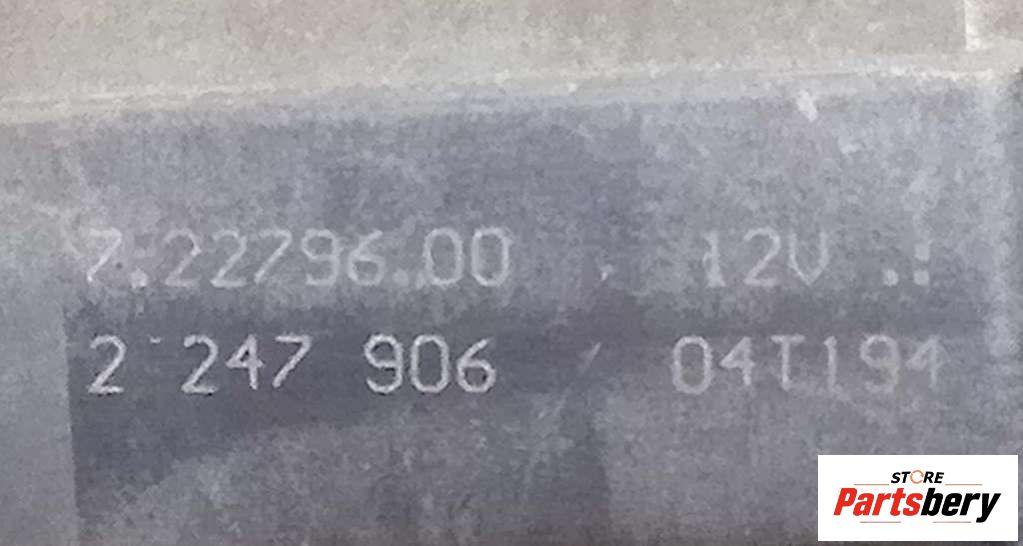 7.22796.00 12V .:
2 247 906 / 04T194
STORE
Partsbery